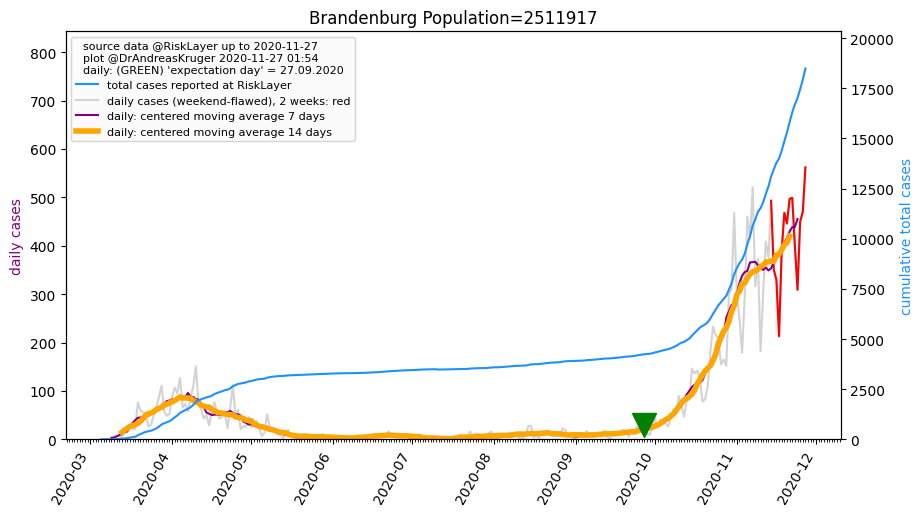 Brandenburg Population=2511917
source data @RiskLayer up to 2020-11-27
plot @DrAndreasKruger 2020-11-27 01:54
daily: (GREEN) 'expectation day' = 27.09.2020
total cases reported at RiskLayer
daily cases (weekend-flawed), 2 weeks: red
daily: centered moving average 7 days
daily: centered moving average 14 days
daily cases
800
700
600
500
400
300
200
100
0
20000
17500
15000
12500
10000
7500
5000
2500
0
cumulative total cases
2020-03
2020-04
2020-05
2020-06
2020-07
2020-08
2020-09
2020-10
2020-11
2020-12